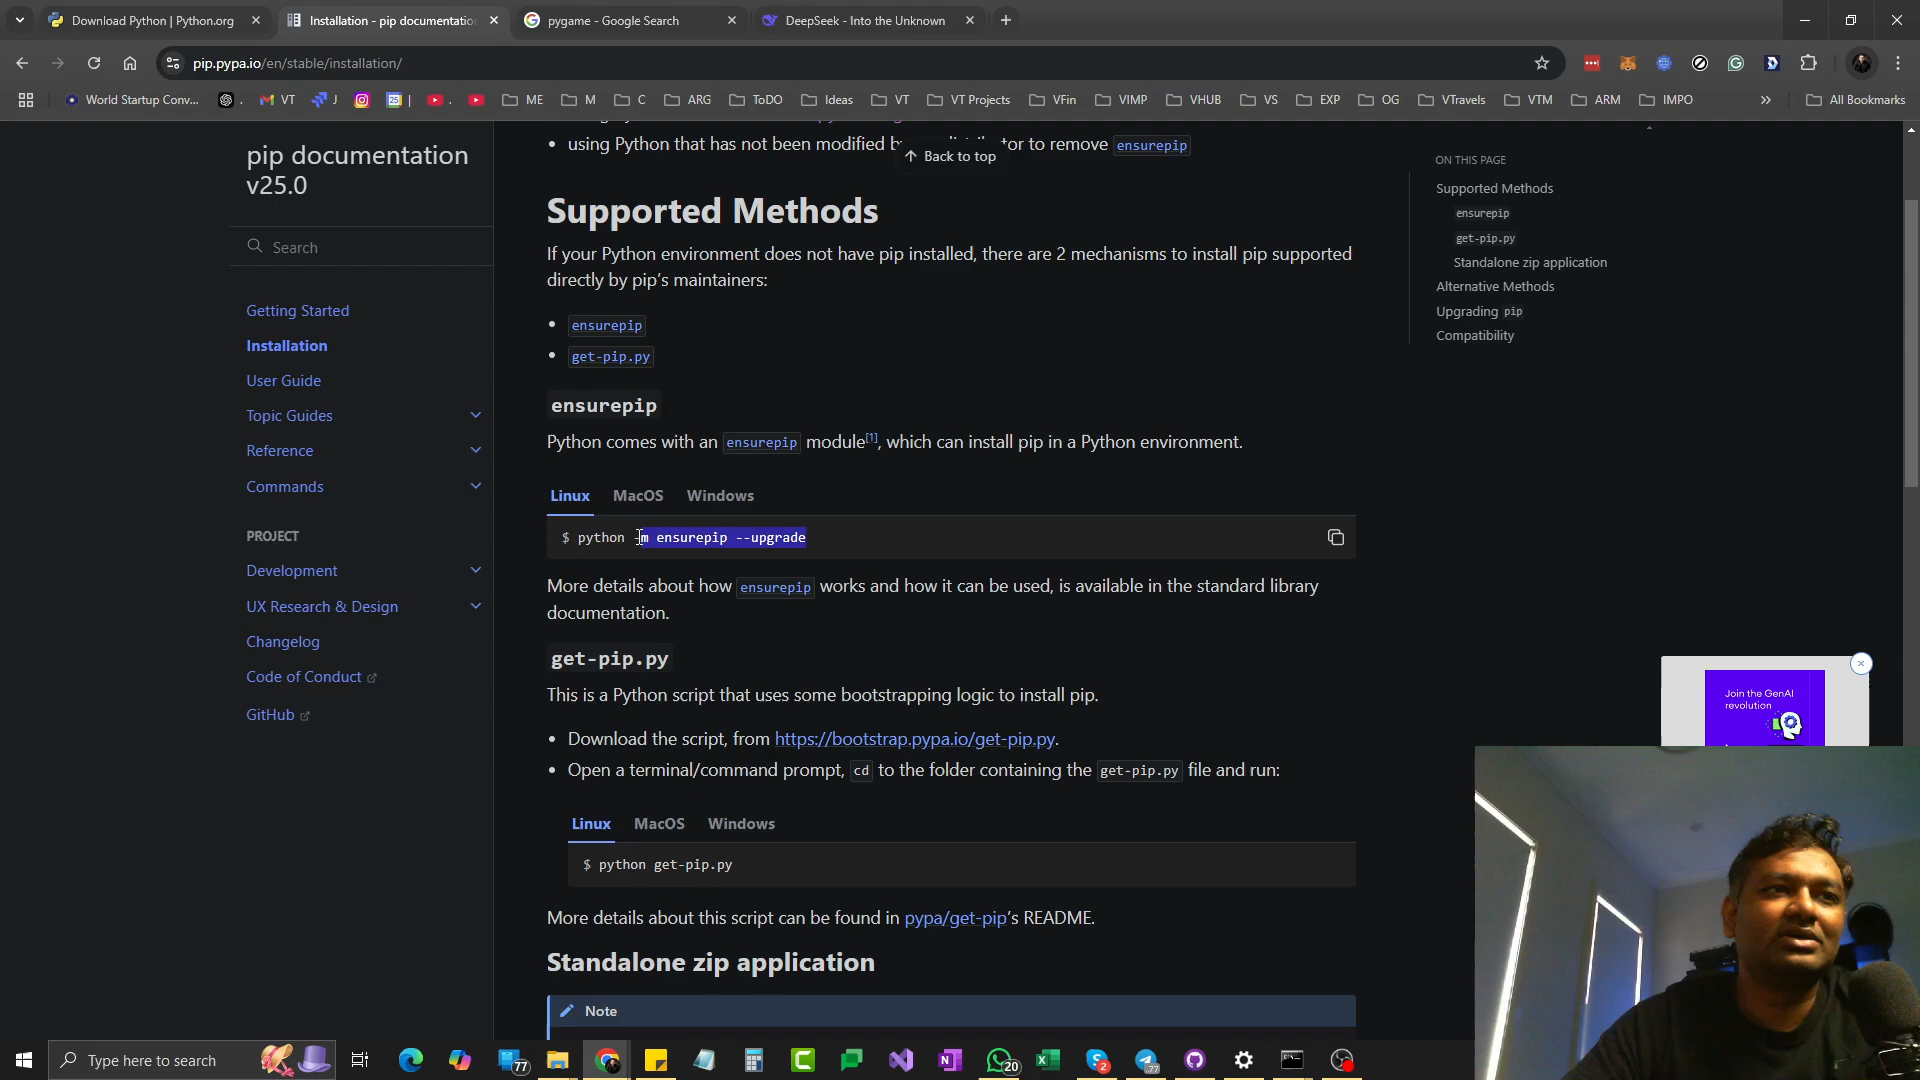 Download Python | Python.org
Installation - pip documentatio
pygame - Google Search
DeepSeek - Into the Unknown
pip.pypa.io/en/stable/installation/
World Startup Conv...
.
VT
J
|
.
ME
M
C
ARG
ToDO
Ideas
VT
VT Projects
VFin
VIMP
VHUB
VS
EXP
OG
VTravels
VTM
ARM
IMPO
»
All Bookmarks
pip documentation
v25.0
Search
Getting Started
Installation
User Guide
Topic Guides
Reference
Commands
PROJECT
Development
UX Research & Design
Changelog
Code of Conduct
GitHub
using Python that has not been modified by
tor to remove ensurepip
Back to top
Supported Methods
If your Python environment does not have pip installed, there are 2 mechanisms to install pip supported
directly by pip’s maintainers:
ensurepip
get-pip.py
ensurepip
Python comes with an ensurepip module[1], which can install pip in a Python environment.
Linux MacOS Windows
$ python -m ensurepip --upgrade
More details about how ensurepip works and how it can be used, is available in the standard library
documentation.
get-pip.py
This is a Python script that uses some bootstrapping logic to install pip.
Download the script, from https://bootstrap.pypa.io/get-pip.py.
Open a terminal/command prompt, cd to the folder containing the get-pip.py file and run:
Linux MacOS Windows
$ python get-pip.py
More details about this script can be found in pypa/get-pip’s README.
Standalone zip application
Note
ON THIS PAGE
Supported Methods
ensurepip
get-pip.py
Standalone zip application
Alternative Methods
Upgrading pip
Compatibility
Join the GenAI
revolution
Type here to search
77
20
2
77